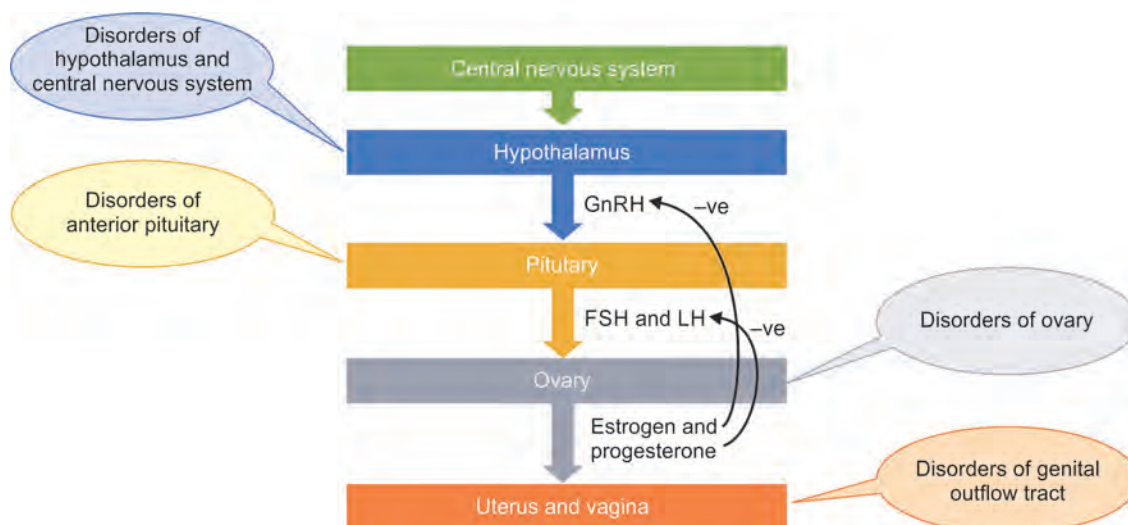 Disorders of
hypothalamus and
central nervous system
Central nervous system
Hypothalamus
GnRH
–ve
Disorders of
anterior pituitary
Pitutary
FSH and LH
–ve
Disorders of ovary
Ovary
Estrogen and
progesterone
Disorders of genital
outflow tract
Uterus and vagina